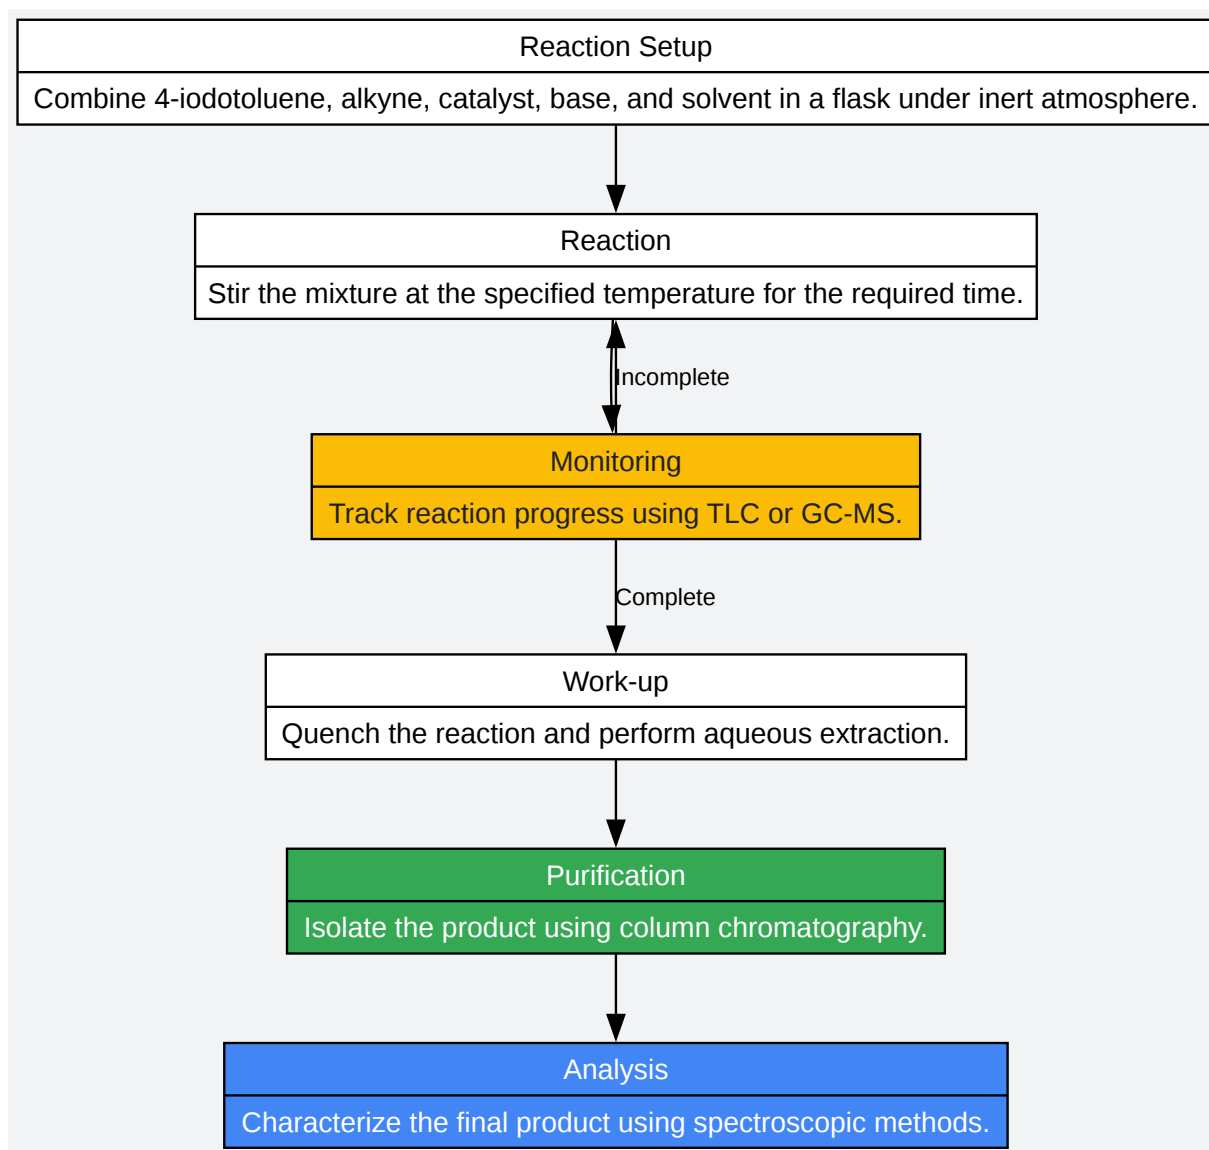 Reaction Setup
Combine 4-iodotoluene, alkyne, catalyst, base, and solvent in a flask under inert atmosphere.
Reaction
Stir the mixture at the specified temperature for the required time.
Incomplete
Monitoring
Track reaction progress using TLC or GC-MS.
Complete
Work-up
Quench the reaction and perform aqueous extraction.
Purification
Isolate the product using column chromatography.
Analysis
Characterize the final product using spectroscopic methods.